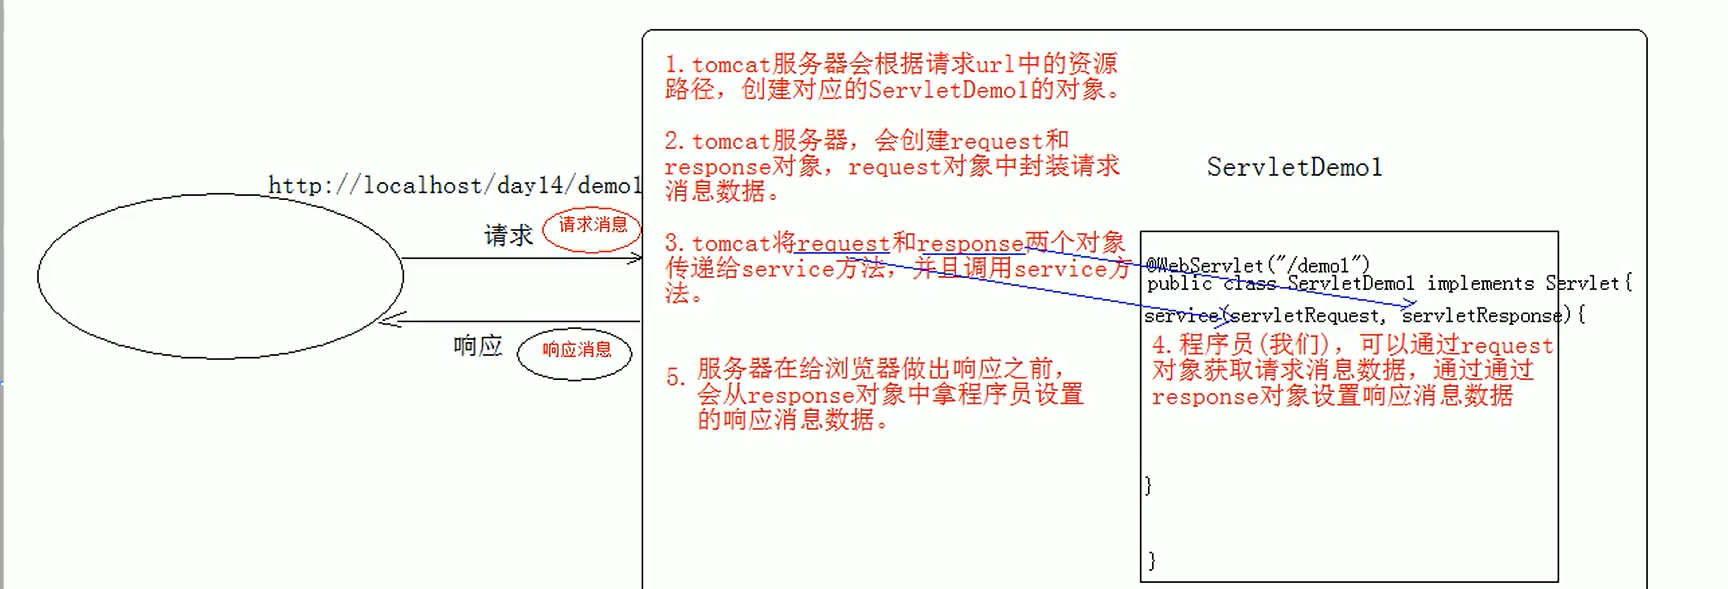 http://localhost/day14/demo1
请求
请求消息
响应
响应消息
1.tomcat服务器会根据请求url中的资源
路径，创建对应的ServletDemo1的对象。
2.tomcat服务器，会创建request和
response对象，request对象中封装请求
消息数据。
3.tomcat将request和response两个对象
传递给service方法，并且调用service方
法。
5.
服务器在给浏览器做出响应之前，
会从response对象中拿程序员设置
的响应消息数据。
ServletDemo1
@WebServlet("/demo1")
public class ServletDemo1 implements Servlet{
service(servletRequest, servletResponse){
4.程序员(我们)，可以通过request
对象获取请求消息数据，通过通过
response对象设置响应消息数据
}
}